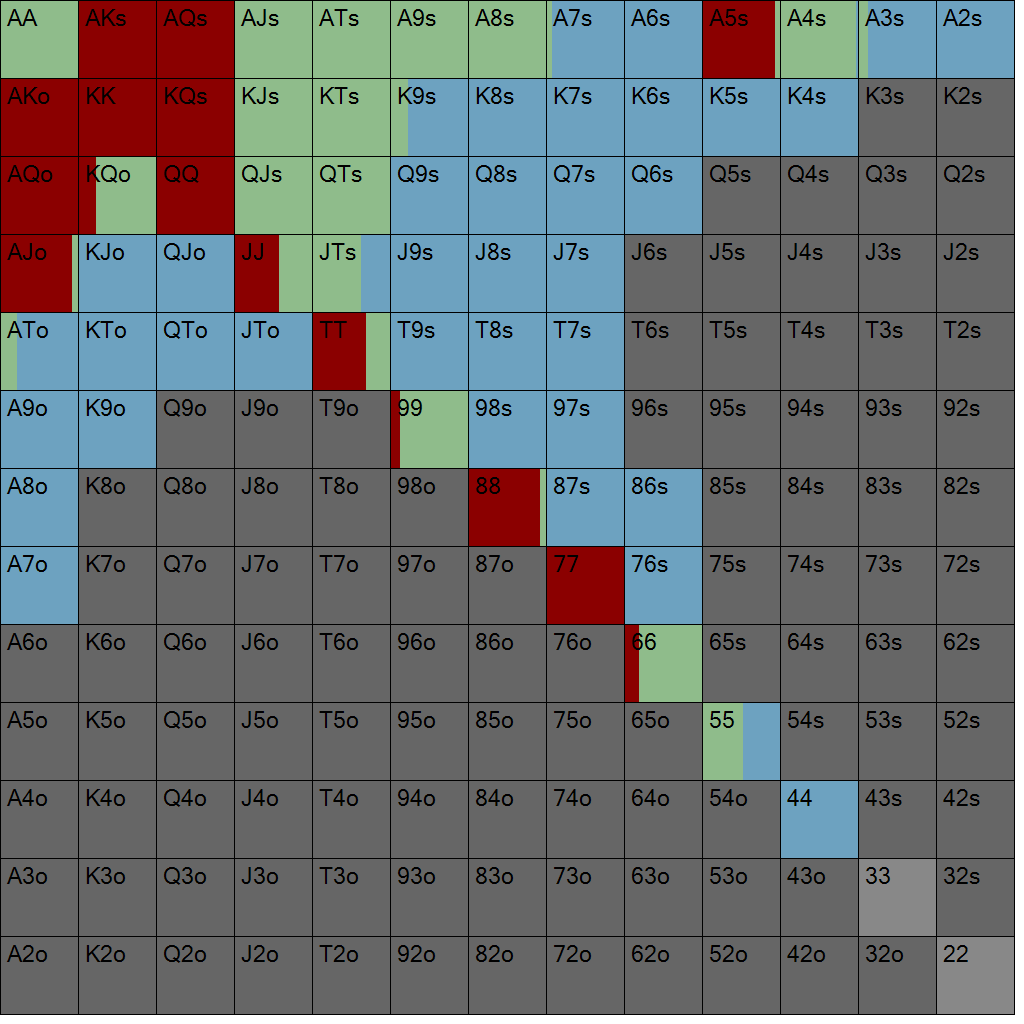 AA AKs AQs AJs ATs A9s A8s A7s A6s A5s A4s A3s A2s
AKo KK KQs KJs KTs K9s K8s K7s K6s K5s K4s K3s K2s
AQo KQo QQ QJs QTs Q9s Q8s Q7s Q6s Q5s Q4s Q3s Q2s
AJo KJo QJo JJ JTs J9s J8s J7s J6s J5s J4s J3s J2s
ATo KTo QTo JTo TT T9s T8s T7s T6s T5s T4s T3s T2s
A9o K9o Q9o J9o T9o 99 98s 97s 96s 95s 94s 93s 92s
A8o K8o Q8o J8o T8o 98o 88 87s 86s 85s 84s 83s 82s
A7o K7o Q7o J7o T7o 97o 87o 77 76s 75s 74s 73s 72s
A6o K6o Q6o J6o T6o 96o 86o 76o 66 65s 64s 63s 62s
A5o K5o Q5o J5o T5o 95o 85o 75o 65o 55 54s 53s 52s
A4o K4o Q4o J4o T4o 94o 84o 74o 64o 54o 44 43s 42s
A3o K3o Q3o J3o T3o 93o 83o 73o 63o 53o 43o 33 32s
A2o K2o Q2o J2o T2o 92o 82o 72o 62o 52o 42o 32o 22